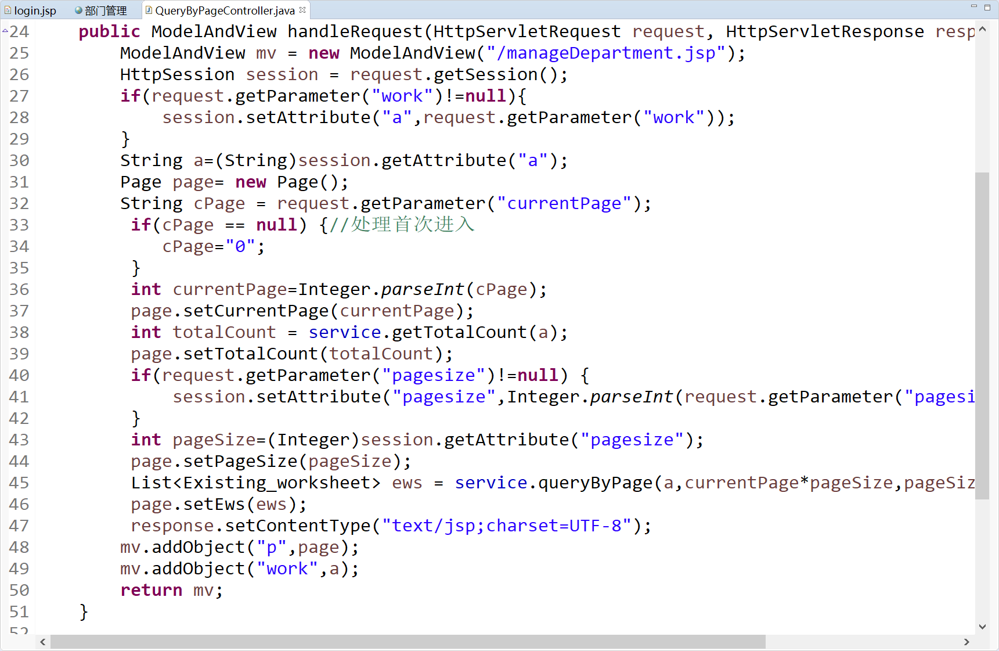 login.jsp 部门管理 QueryByPageController.java
24 public ModelAndView handleRequest(HttpServletRequest request, HttpServletResponse resp
25 ModelAndView mv = new ModelAndView("/manageDepartment.jsp");
26 HttpSession session = request.getSession();
27 if(request.getParameter("work")!=null){
28 session.setAttribute("a",request.getParameter("work"));
29 }
30 String a=(String)session.getAttribute("a");
31 Page page= new Page();
32 String cPage = request.getParameter("currentPage");
33 if(cPage == null) {//处理首次进入
34 cPage="0";
35 }
36 int currentPage=Integer.parseInt(cPage);
37 page.setCurrentPage(currentPage);
38 int totalCount = service.getTotalCount(a);
39 page.setTotalCount(totalCount);
40 if(request.getParameter("pagesize")!=null) {
41 session.setAttribute("pagesize",Integer.parseInt(request.getParameter("pagesi
42 }
43 int pageSize=(Integer)session.getAttribute("pagesize");
44 page.setPageSize(pageSize);
45 List<Existing_worksheet> ews = service.queryByPage(a,currentPage*pageSize,pageSiz
46 page.setEws(ews);
47 response.setContentType("text/jsp;charset=UTF-8");
48 mv.addObject("p",page);
49 mv.addObject("work",a);
50 return mv;
51 }
52